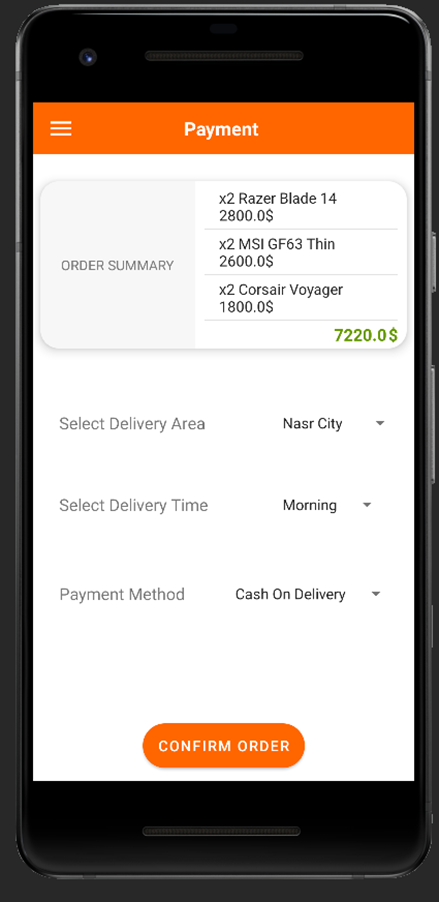 Payment
ORDER SUMMARY
x2 Razer Blade 14
2800.0$
x2 MSI GF63 Thin
2600.0$
x2 Corsair Voyager
1800.0$
7220.0$
Select Delivery Area
Nasr City
Select Delivery Time
Morning
Payment Method
Cash On Delivery
CONFIRM ORDER